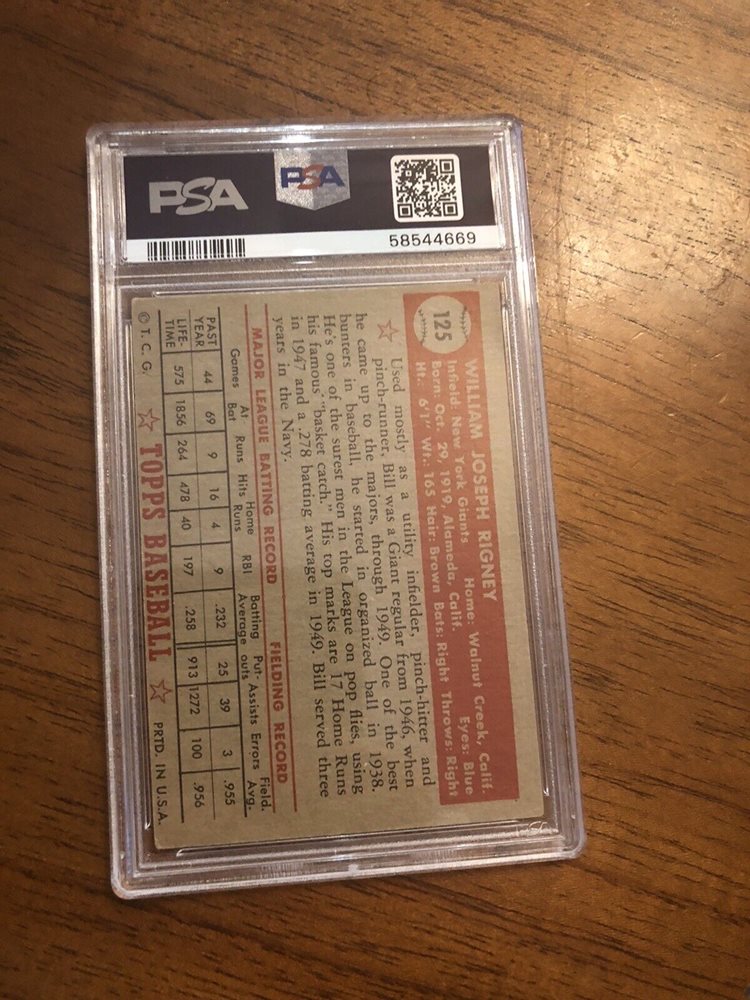 PSA
PSA
58544669
125
WILLIAM JOSEPH RIGNEY
Infield: New York Giants Home: Walnut Creek, Calif.
Born: Oct. 29, 1919, Alameda, Calif. Eyes: Blue
Ht.: 6'1" Wt.: 165 Hair: Brown Bats: Right Throws: Right
Used mostly as a utility infielder, pinch-hitter and
pinch-runner, Bill was a Giant regular from 1946, when
he came up to the majors, through 1949. One of the best
bunters in baseball, he started in organized ball in 1938.
He's one of the surest men in the League on pop flies, using
his famous "basket catch." His top marks are 17 Home Runs
in 1947 and a .278 batting average in 1949. Bill served three
years in the Navy.
MAJOR LEAGUE BATTING RECORD FIELDING RECORD
Games At Bat Runs Hits Home Runs RBI Batting Average Put-outs Assists Errors Field. Avg.
PAST YEAR 44 69 9 16 4 9 .232 25 39 3 .955
LIFE-TIME 575 1856 264 478 40 197 .258 913 1272 100 .956
© T. C. G. TOPPS BASEBALL PRTD. IN U.S.A.